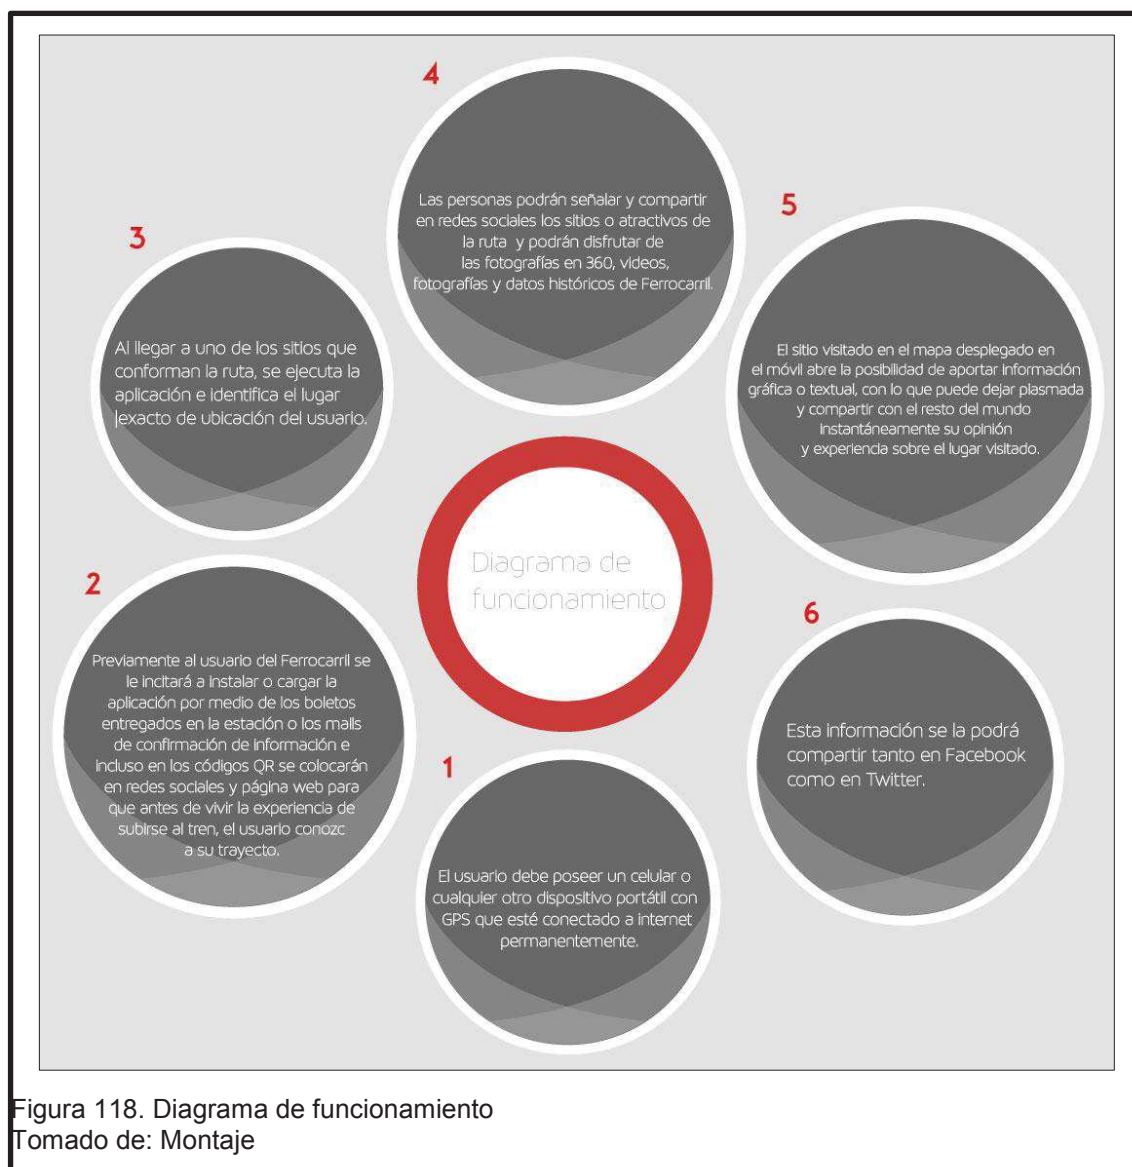 4
Las personas podrán señalar y compartir
en redes sociales los sitios o atractivos de
la ruta y podrán disfrutar de
las fotografías en 360, videos,
fotografías y datos históricos de Ferrocarril.
5
El sitio visitado en el mapa desplegado en
el móvil abre la posibilidad de aportar información
gráfica o textual, con lo que puede dejar plasmada
y compartir con el resto del mundo
instantáneamente su opinión
y experiencia sobre el lugar visitado.
3
Al llegar a uno de los sitios que
conforman la ruta, se ejecuta la
aplicación e identifica el lugar
|exacto de ubicación del usuario.
Diagrama de
funcionamiento
2
Previamente al usuario del Ferrocarril se
le incitará a instalar o cargar la
aplicación por medio de los boletos
entregados en la estación o los mails
de confirmación de información e
incluso en los códigos QR se colocarán
en redes sociales y página web para
que antes de vivir la experiencia de
subirse al tren, el usuario conozc
a su trayecto.
6
Esta información se la podrá
compartir tanto en Facebook
como en Twitter.
1
El usuario debe poseer un celular o
cualquier otro dispositivo portátil con
GPS que esté conectado a internet
permanentemente.
Figura 118. Diagrama de funcionamiento
Tomado de: Montaje